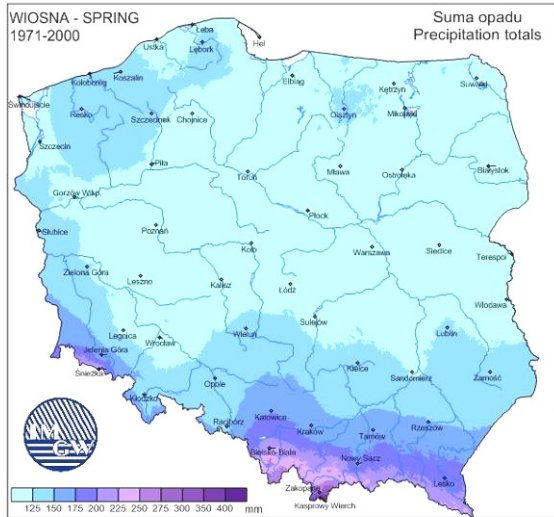 WIOSNA - SPRING
1971-2000
Suma opadu
Precipitation totals
Łeba
Hel
Ustka
Lębork
Koszalin
Kołobrzeg
Elbląg
Kętrzyn
Suwałki
Świnoujście
Resko
Szczecinek
Chojnice
Olsztyn
Mikołajki
Szczecin
Piła
Toruń
Mława
Ostrołęka
Białystok
Gorzów Wlkp.
Płock
Słubice
Poznań
Koło
Warszawa
Siedlce
Terespol
Zielona Góra
Leszno
Kalisz
Łódź
Włodawa
Legnica
Wrocław
Wieluń
Sulejów
Lublin
Jelenia Góra
Śnieżka
Opole
Kielce
Sandomierz
Zamość
Kłodzko
Racibórz
Katowice
Kraków
Tarnów
Rzeszów
Bielsko-Biała
Nowy Sącz
Lesko
Zakopane
Kasprowy Wierch
IM
GW
125 150 175 200 225 250 275 300 350 400 mm